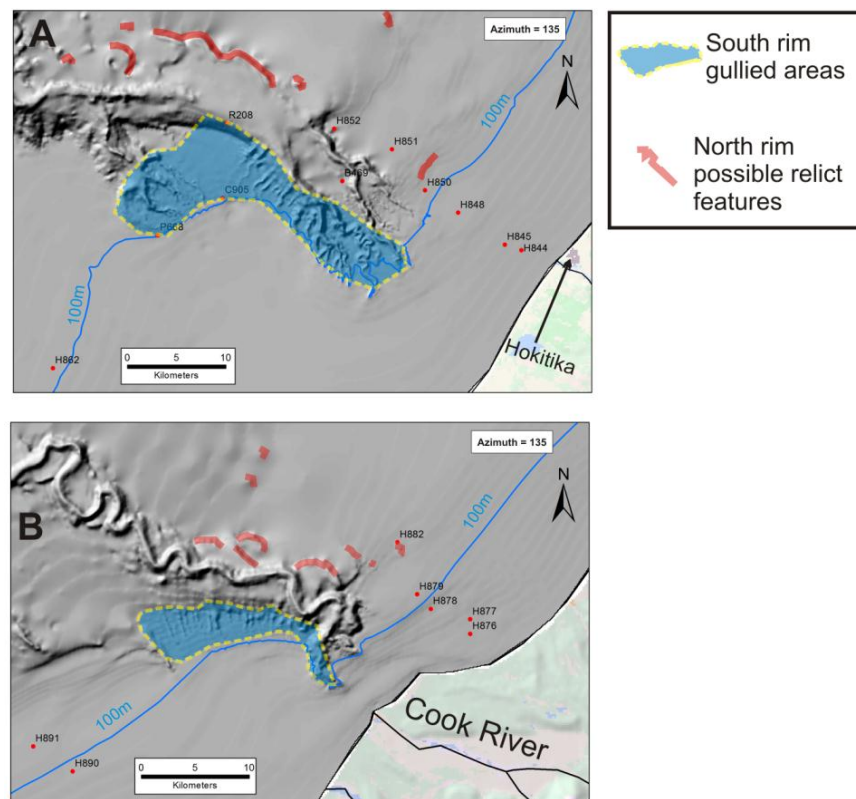 A
Azimuth = 135
N
100m
R208
H852
H851
H850
H848
C905
H845
H844
100m
H862
0 5 10
Kilometers
Hokitika
South rim
gullied areas
North rim
possible relict
features
B
Azimuth = 135
N
100m
H882
H879
H878
H877
H876
100m
H891
H890
0 5 10
Kilometers
Cook River